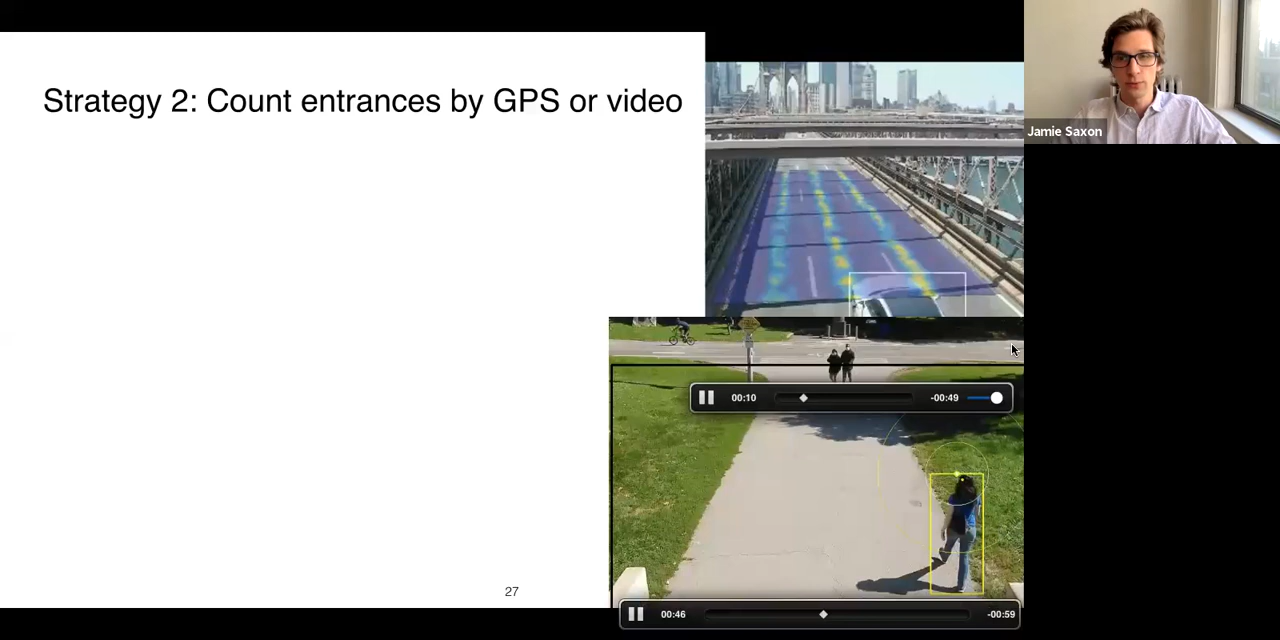 Strategy 2: Count entrances by GPS or video
Jamie Saxon
00:10
-00:49
27
00:46
-00:59